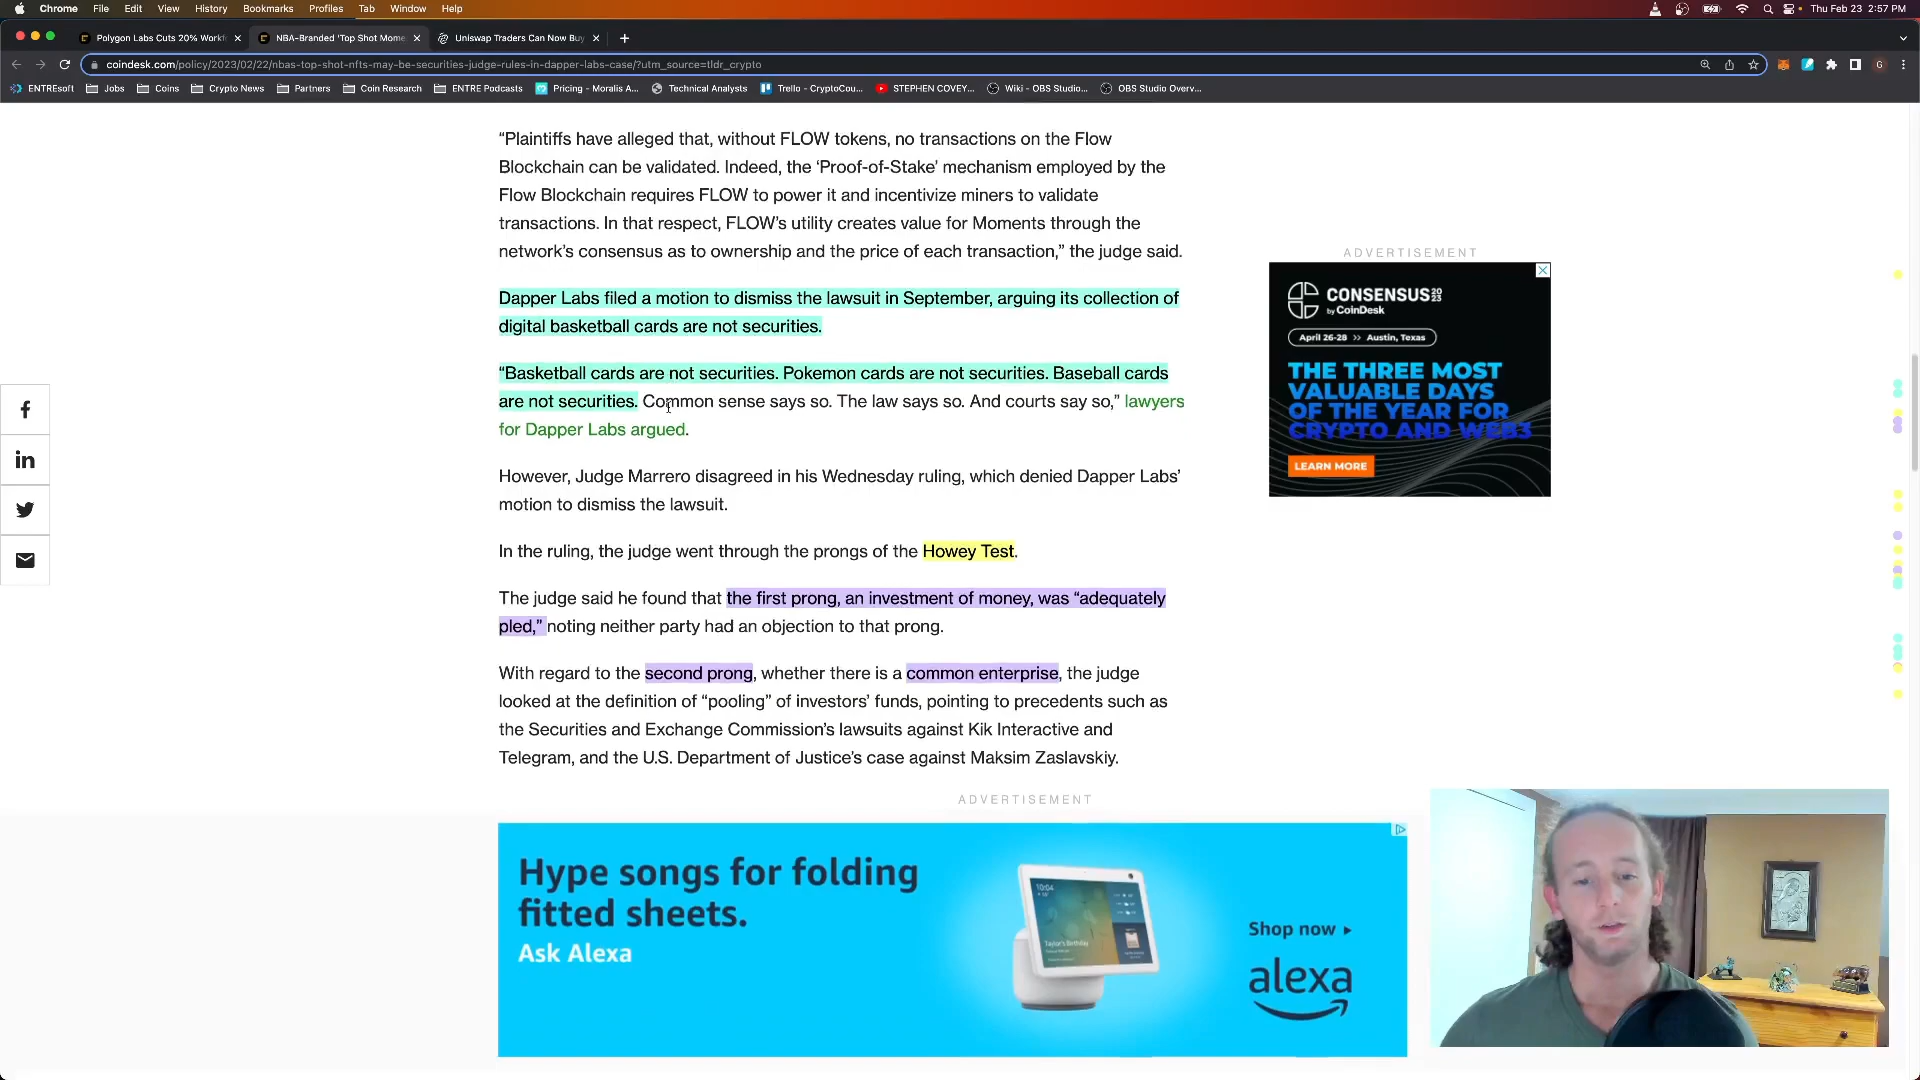 Chrome File Edit View History Bookmarks Profiles Tab Window Help Thu Feb 23 2:57 PM
Polygon Labs Cuts 20% Workf NBA-Branded 'Top Shot Mome Uniswap Traders Can Now Buy
coindesk.com/policy/2023/02/22/nbas-top-shot-nfts-may-be-securities-judge-rules-in-dapper-labs-case/?utm_source=tldr_crypto
ENTREsoft Jobs Coins Crypto News Partners Coin Research ENTRE Podcasts Pricing - Moralis A... Technical Analysts Trello - CryptoCou... STEPHEN COVEY... Wiki - OBS Studio... OBS Studio Overv...
“Plaintiffs have alleged that, without FLOW tokens, no transactions on the Flow
Blockchain can be validated. Indeed, the ‘Proof-of-Stake’ mechanism employed by the
Flow Blockchain requires FLOW to power it and incentivize miners to validate
transactions. In that respect, FLOW’s utility creates value for Moments through the
network’s consensus as to ownership and the price of each transaction,” the judge said.
Dapper Labs filed a motion to dismiss the lawsuit in September, arguing its collection of
digital basketball cards are not securities.
“Basketball cards are not securities. Pokemon cards are not securities. Baseball cards
are not securities. Common sense says so. The law says so. And courts say so,” lawyers
for Dapper Labs argued.
However, Judge Marrero disagreed in his Wednesday ruling, which denied Dapper Labs’
motion to dismiss the lawsuit.
In the ruling, the judge went through the prongs of the Howey Test.
The judge said he found that the first prong, an investment of money, was “adequately
pled,” noting neither party had an objection to that prong.
With regard to the second prong, whether there is a common enterprise, the judge
looked at the definition of “pooling” of investors’ funds, pointing to precedents such as
the Securities and Exchange Commission’s lawsuits against Kik Interactive and
Telegram, and the U.S. Department of Justice’s case against Maksim Zaslavskiy.
ADVERTISEMENT
CONSENSUS 2023
by CoinDesk
April 26-28 >> Austin, Texas
THE THREE MOST
VALUABLE DAYS
OF THE YEAR FOR
CRYPTO AND WEB3
LEARN MORE
ADVERTISEMENT
Hype songs for folding
fitted sheets.
Ask Alexa
10:04
Taylor's Birthday
Shop now
alexa